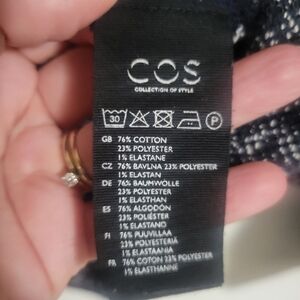 COS
COLLECTION OF STYLE
30 P
GB 76% COTTON
23% POLYESTER
1% ELASTANE
CZ 76% BAVLNA 23% POLYESTER
1% ELASTAN
DE 76% BAUMWOLLE
23% POLYESTER
1% ELASTHAN
ES 76% ALGODÓN
23% POLIÉSTER
1% ELASTANO
FI 76% PUUVILLAA
23% POLYESTERIA
1% ELASTAANIA
FR 76% COTON 23% POLYESTER
1% ELASTHANNE